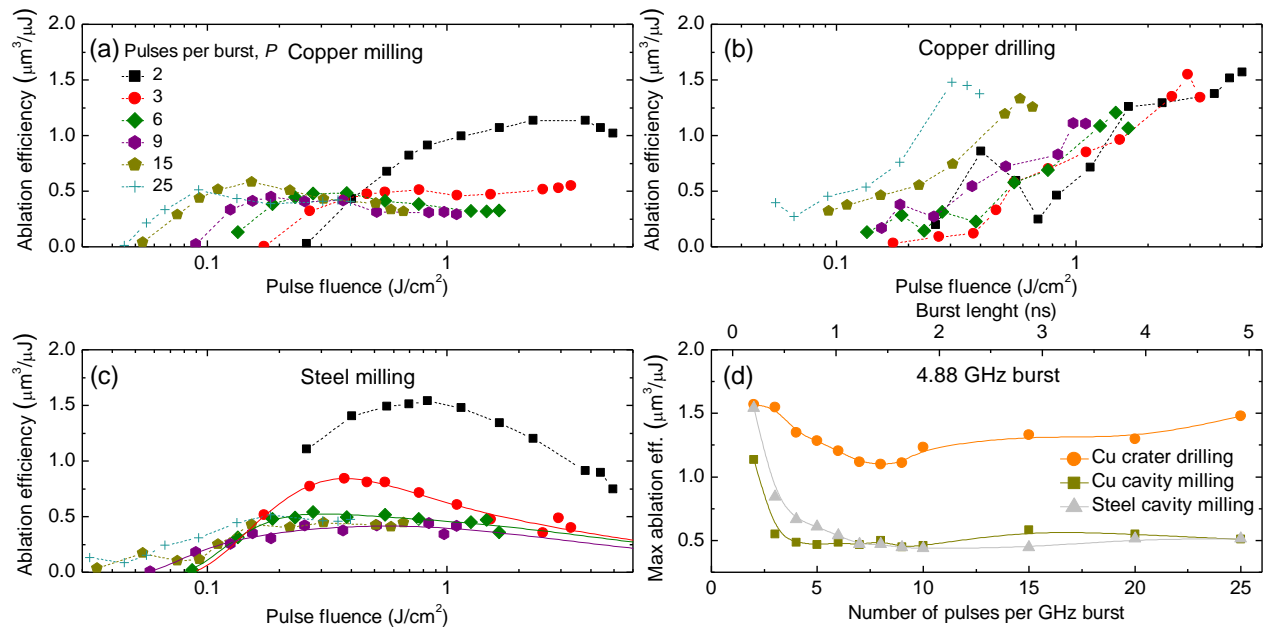 (a) Copper milling
Pulses per burst, P
2
3
6
9
15
25
Ablation efficiency (μm³/μJ)
2.0
1.5
1.0
0.5
0.0
0.1 1
Pulse fluence (J/cm²)
(b) Copper drilling
Ablation efficiency (μm³/μJ)
2.0
1.5
1.0
0.5
0.0
0.1 1
Pulse fluence (J/cm²)
(c) Steel milling
Ablation efficiency (μm³/μJ)
2.0
1.5
1.0
0.5
0.0
0.1 1
Pulse fluence (J/cm²)
Burst lenght (ns)
0 1 2 3 4 5
(d) 4.88 GHz burst
Max ablation eff. (μm³/μJ)
2.0
1.5
1.0
0.5
Cu crater drilling
Cu cavity milling
Steel cavity milling
0 5 10 15 20 25
Number of pulses per GHz burst